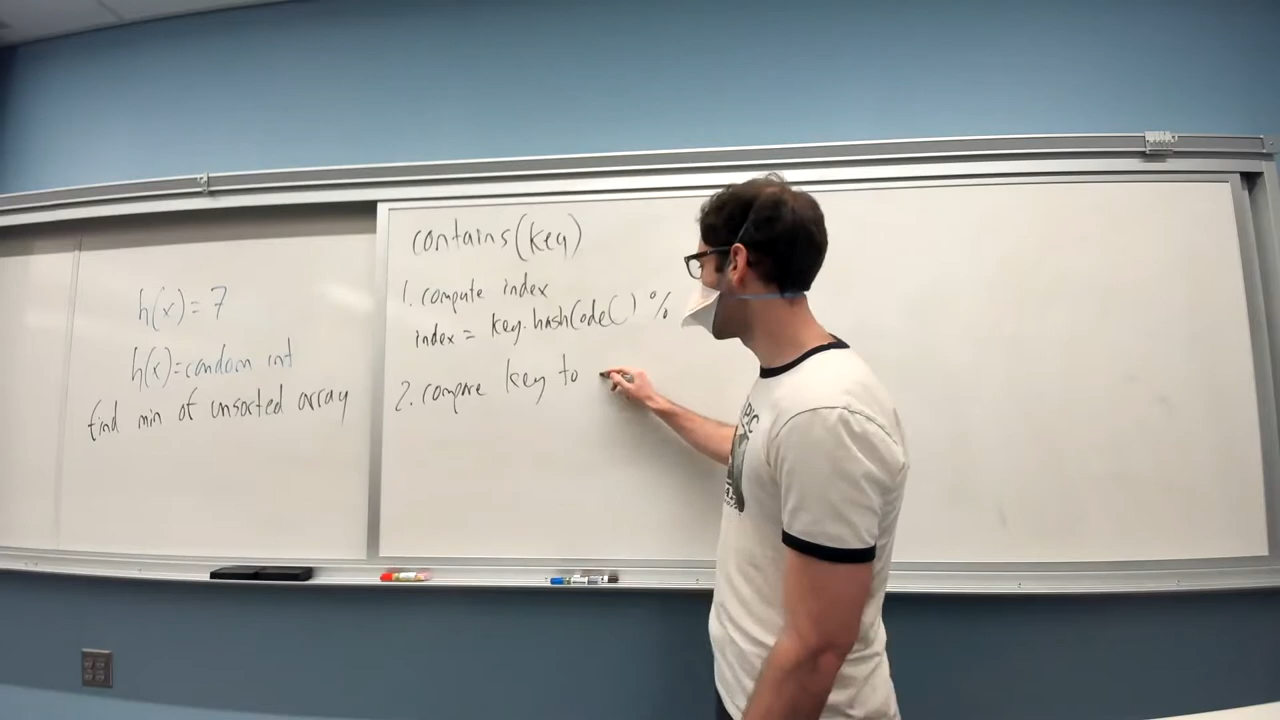 h(x) = 7
h(x) = random int
find min of unsorted array
contains(key)
1. compute index
index = key.hashCode() %
2. compare key to